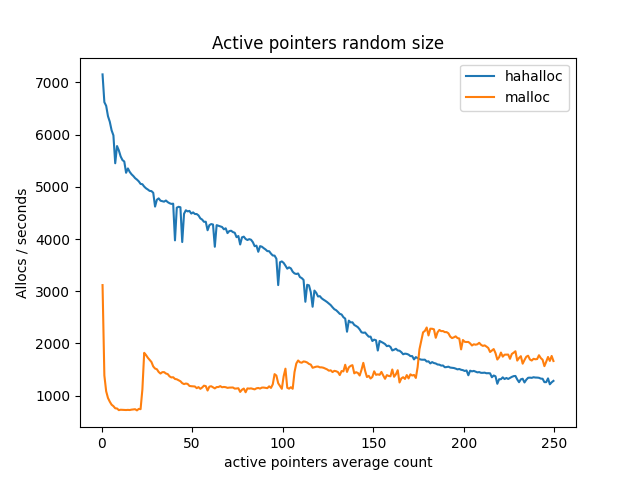 Active pointers random size
hahalloc
malloc
Allocs / seconds
7000
6000
5000
4000
3000
2000
1000
0
50
100
150
200
250
active pointers average count